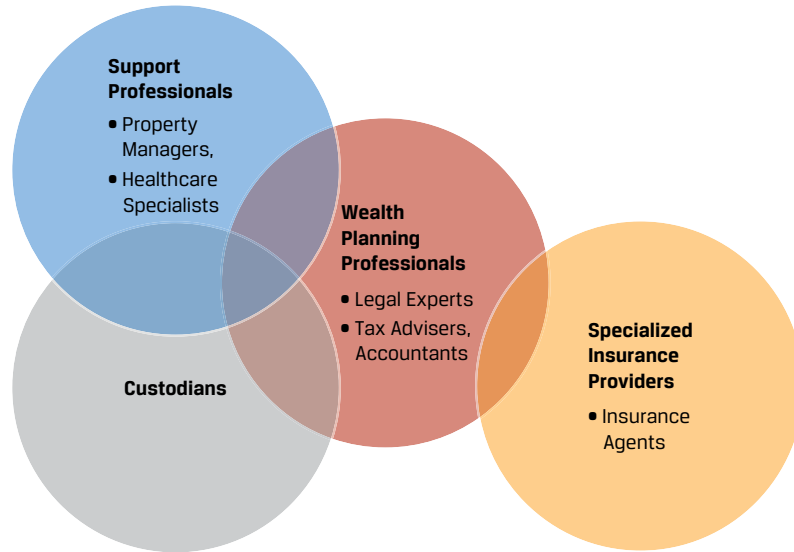 Support
Professionals
• Property
Managers,
• Healthcare
Specialists
Wealth
Planning
Professionals
• Legal Experts
• Tax Advisers,
Accountants
Custodians
Specialized
Insurance
Providers
• Insurance
Agents